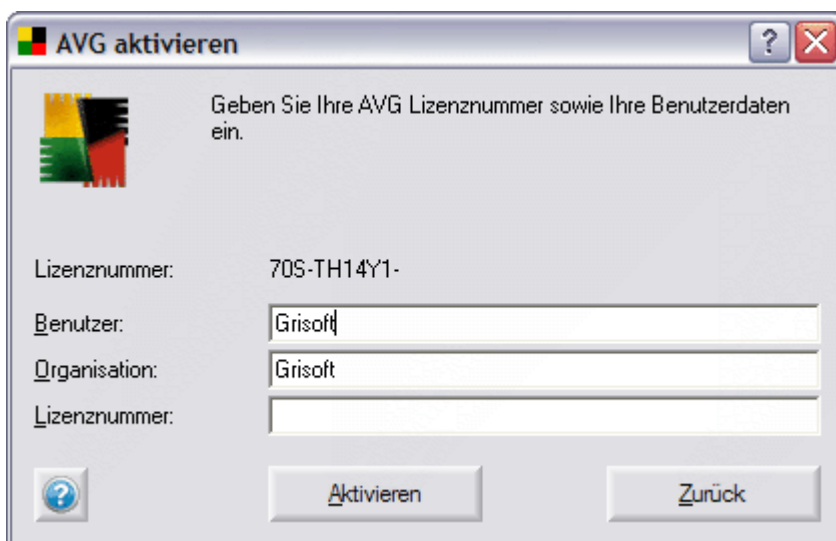 AVG aktivieren
Geben Sie Ihre AVG Lizenznummer sowie Ihre Benutzerdaten
ein.
Lizenznummer: 70S-TH14Y1-
Benutzer: Grisoft
Organisation: Grisoft
Lizenznummer:
Aktivieren Zurück